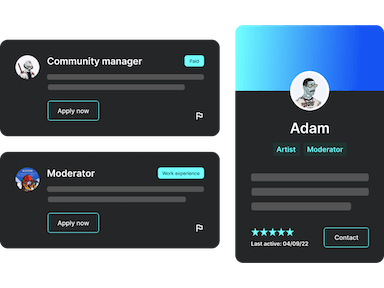 Community manager
Paid
Apply now
Moderator
Work experience
Apply now
Adam
Artist Moderator
★★★★★
Last active: 04/09/22
Contact